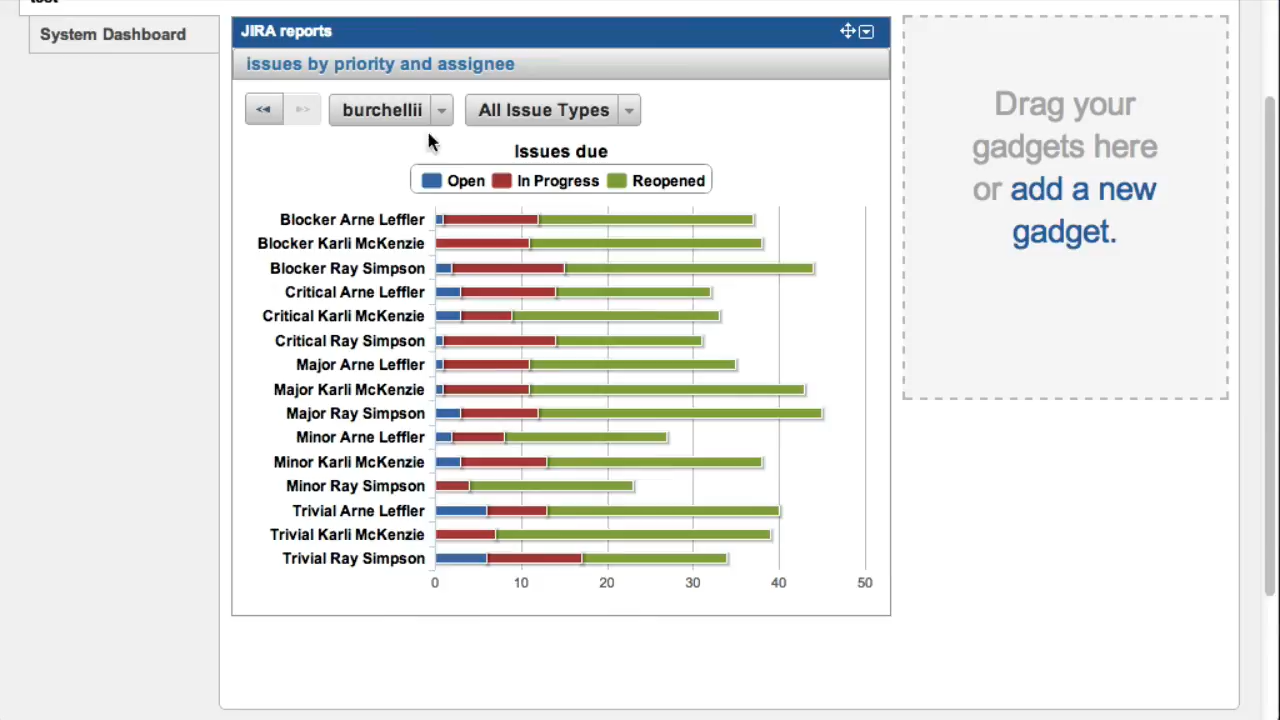 test
System Dashboard
JIRA reports
issues by priority and assignee
burchellii
All Issue Types
Issues due
Open In Progress Reopened
Blocker Arne Leffler
Blocker Karli McKenzie
Blocker Ray Simpson
Critical Arne Leffler
Critical Karli McKenzie
Critical Ray Simpson
Major Arne Leffler
Major Karli McKenzie
Major Ray Simpson
Minor Arne Leffler
Minor Karli McKenzie
Minor Ray Simpson
Trivial Arne Leffler
Trivial Karli McKenzie
Trivial Ray Simpson
0 10 20 30 40 50
Drag your
gadgets here
or add a new
gadget.